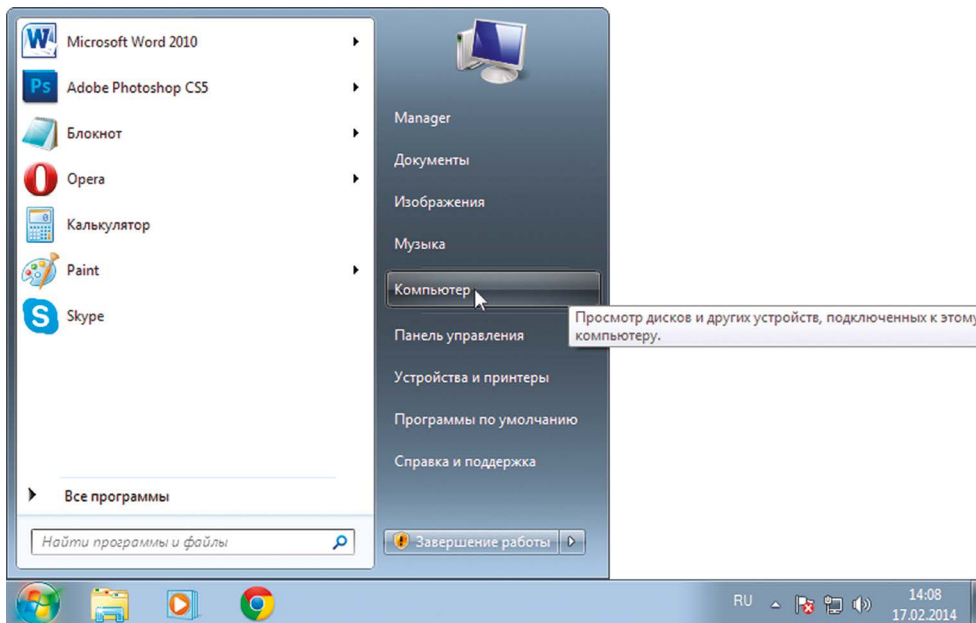 Microsoft Word 2010
Adobe Photoshop CS5
Блокнот
Opera
Калькулятор
Paint
Skype
Все программы
Найти программы и файлы
Manager
Документы
Изображения
Музыка
Компьютер
Просмотр дисков и других устройств, подключенных к этому
компьютеру.
Панель управления
Устройства и принтеры
Программы по умолчанию
Справка и поддержка
Завершение работы
RU
14:08
17.02.2014